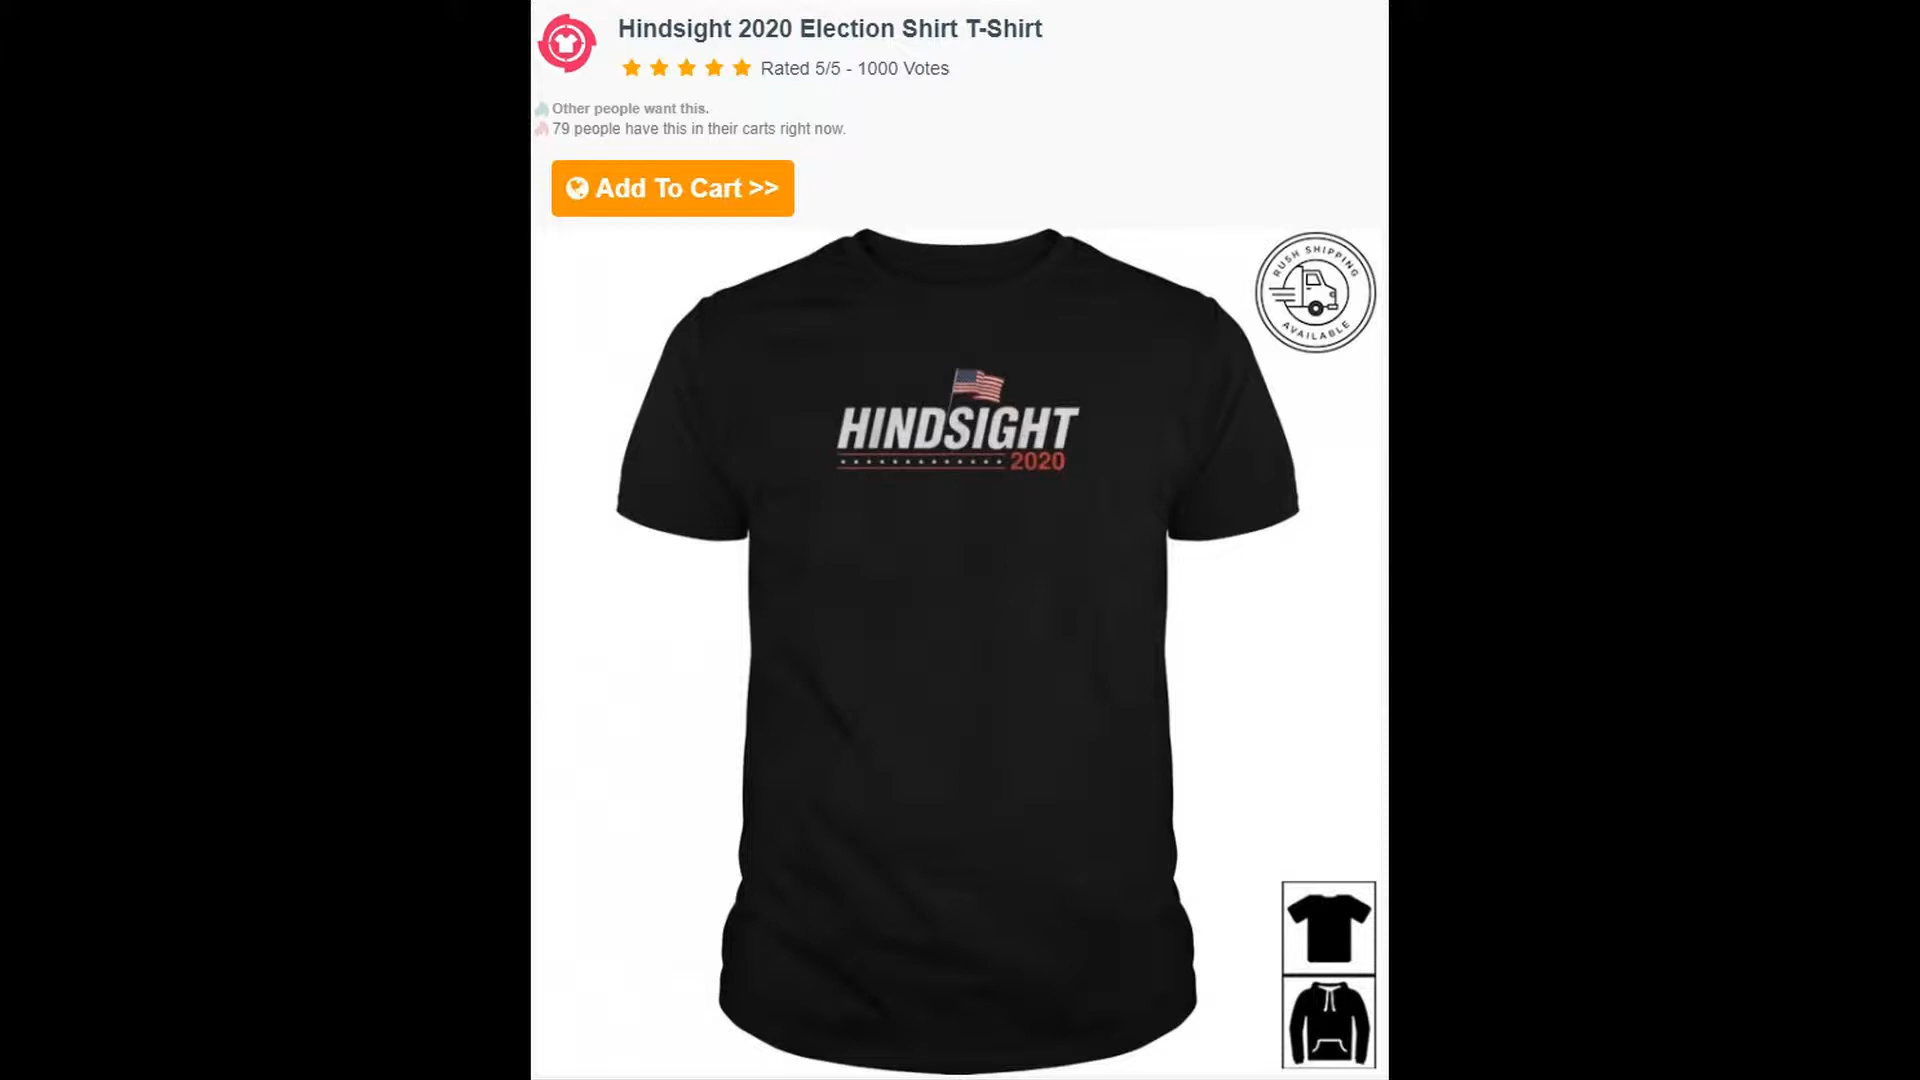 Hindsight 2020 Election Shirt T-Shirt
Rated 5/5 - 1000 Votes
Other people want this.
79 people have this in their carts right now.
Add To Cart >>
RUSH SHIPPING
AVAILABLE
HINDSIGHT
2020